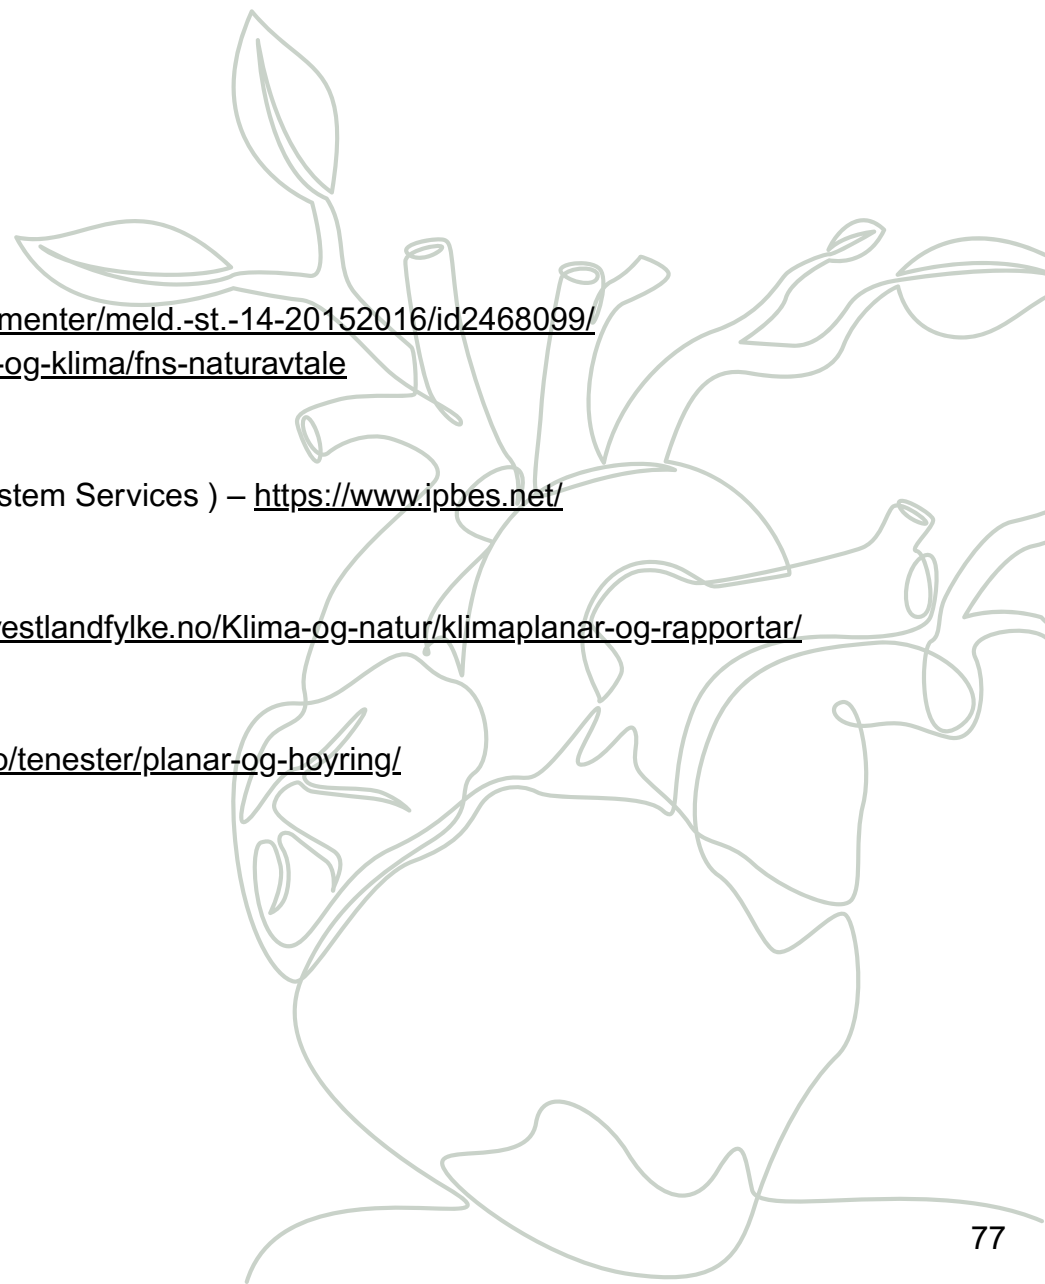 menter/meld.-st.-14-20152016/id2468099/
-og-klima/fns-naturavtale
stem Services ) – https://www.ipbes.net/
vestlandfylke.no/Klima-og-natur/klimaplanar-og-rapportar/
o/tenester/planar-og-hoyring/
77